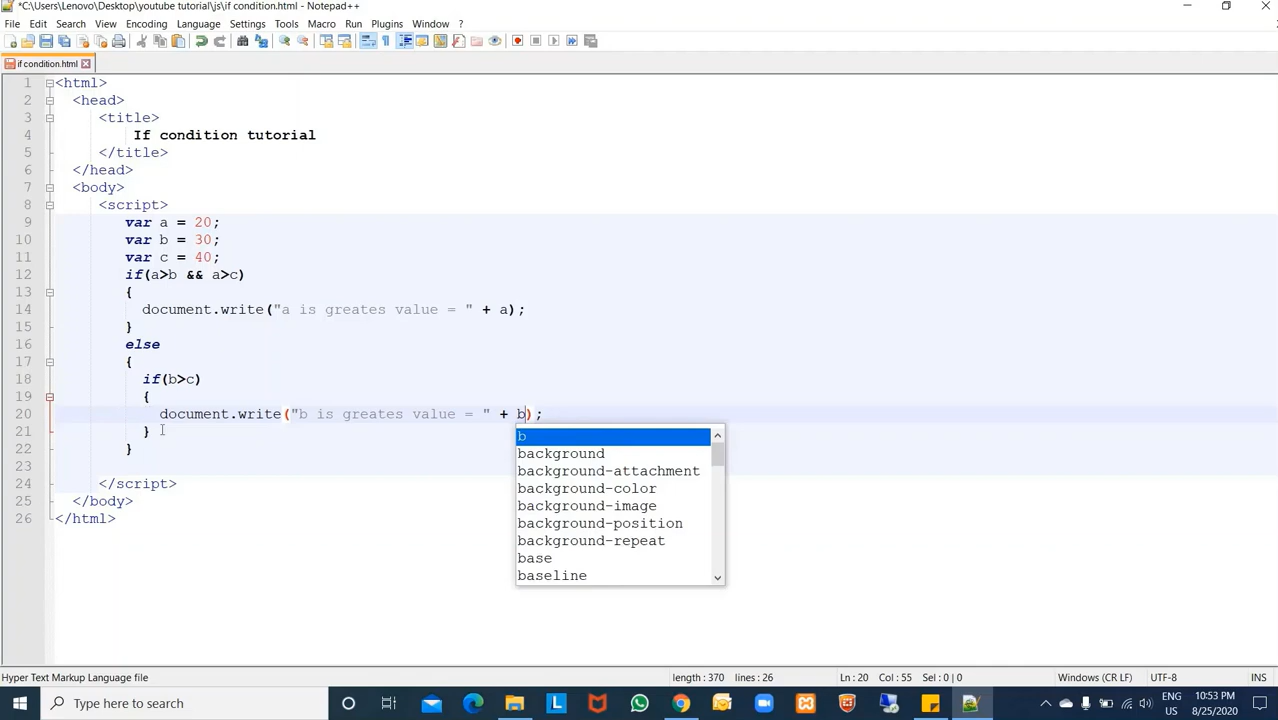 *C:\Users\Lenovo\Desktop\youtube tutorial\js\if condition.html - Notepad++
File Edit Search View Encoding Language Settings Tools Macro Run Plugins Window ?
if condition.html
1 <html>
2 <head>
3 <title>
4 If condition tutorial
5 </title>
6 </head>
7 <body>
8 <script>
9 var a = 20;
10 var b = 30;
11 var c = 40;
12 if(a>b && a>c)
13 {
14 document.write("a is greates value = " + a);
15 }
16 else
17 {
18 if(b>c)
19 {
20 document.write("b is greates value = " + b);
21 }
22 }
23
24 </script>
25 </body>
26 </html>
b
background
background-attachment
background-color
background-image
background-position
background-repeat
base
baseline
Hyper Text Markup Language file length : 370 lines : 26 Ln : 20 Col : 55 Sel : 0 | 0 Windows (CR LF) UTF-8 INS
Type here to search
ENG
US
10:53 PM
8/25/2020